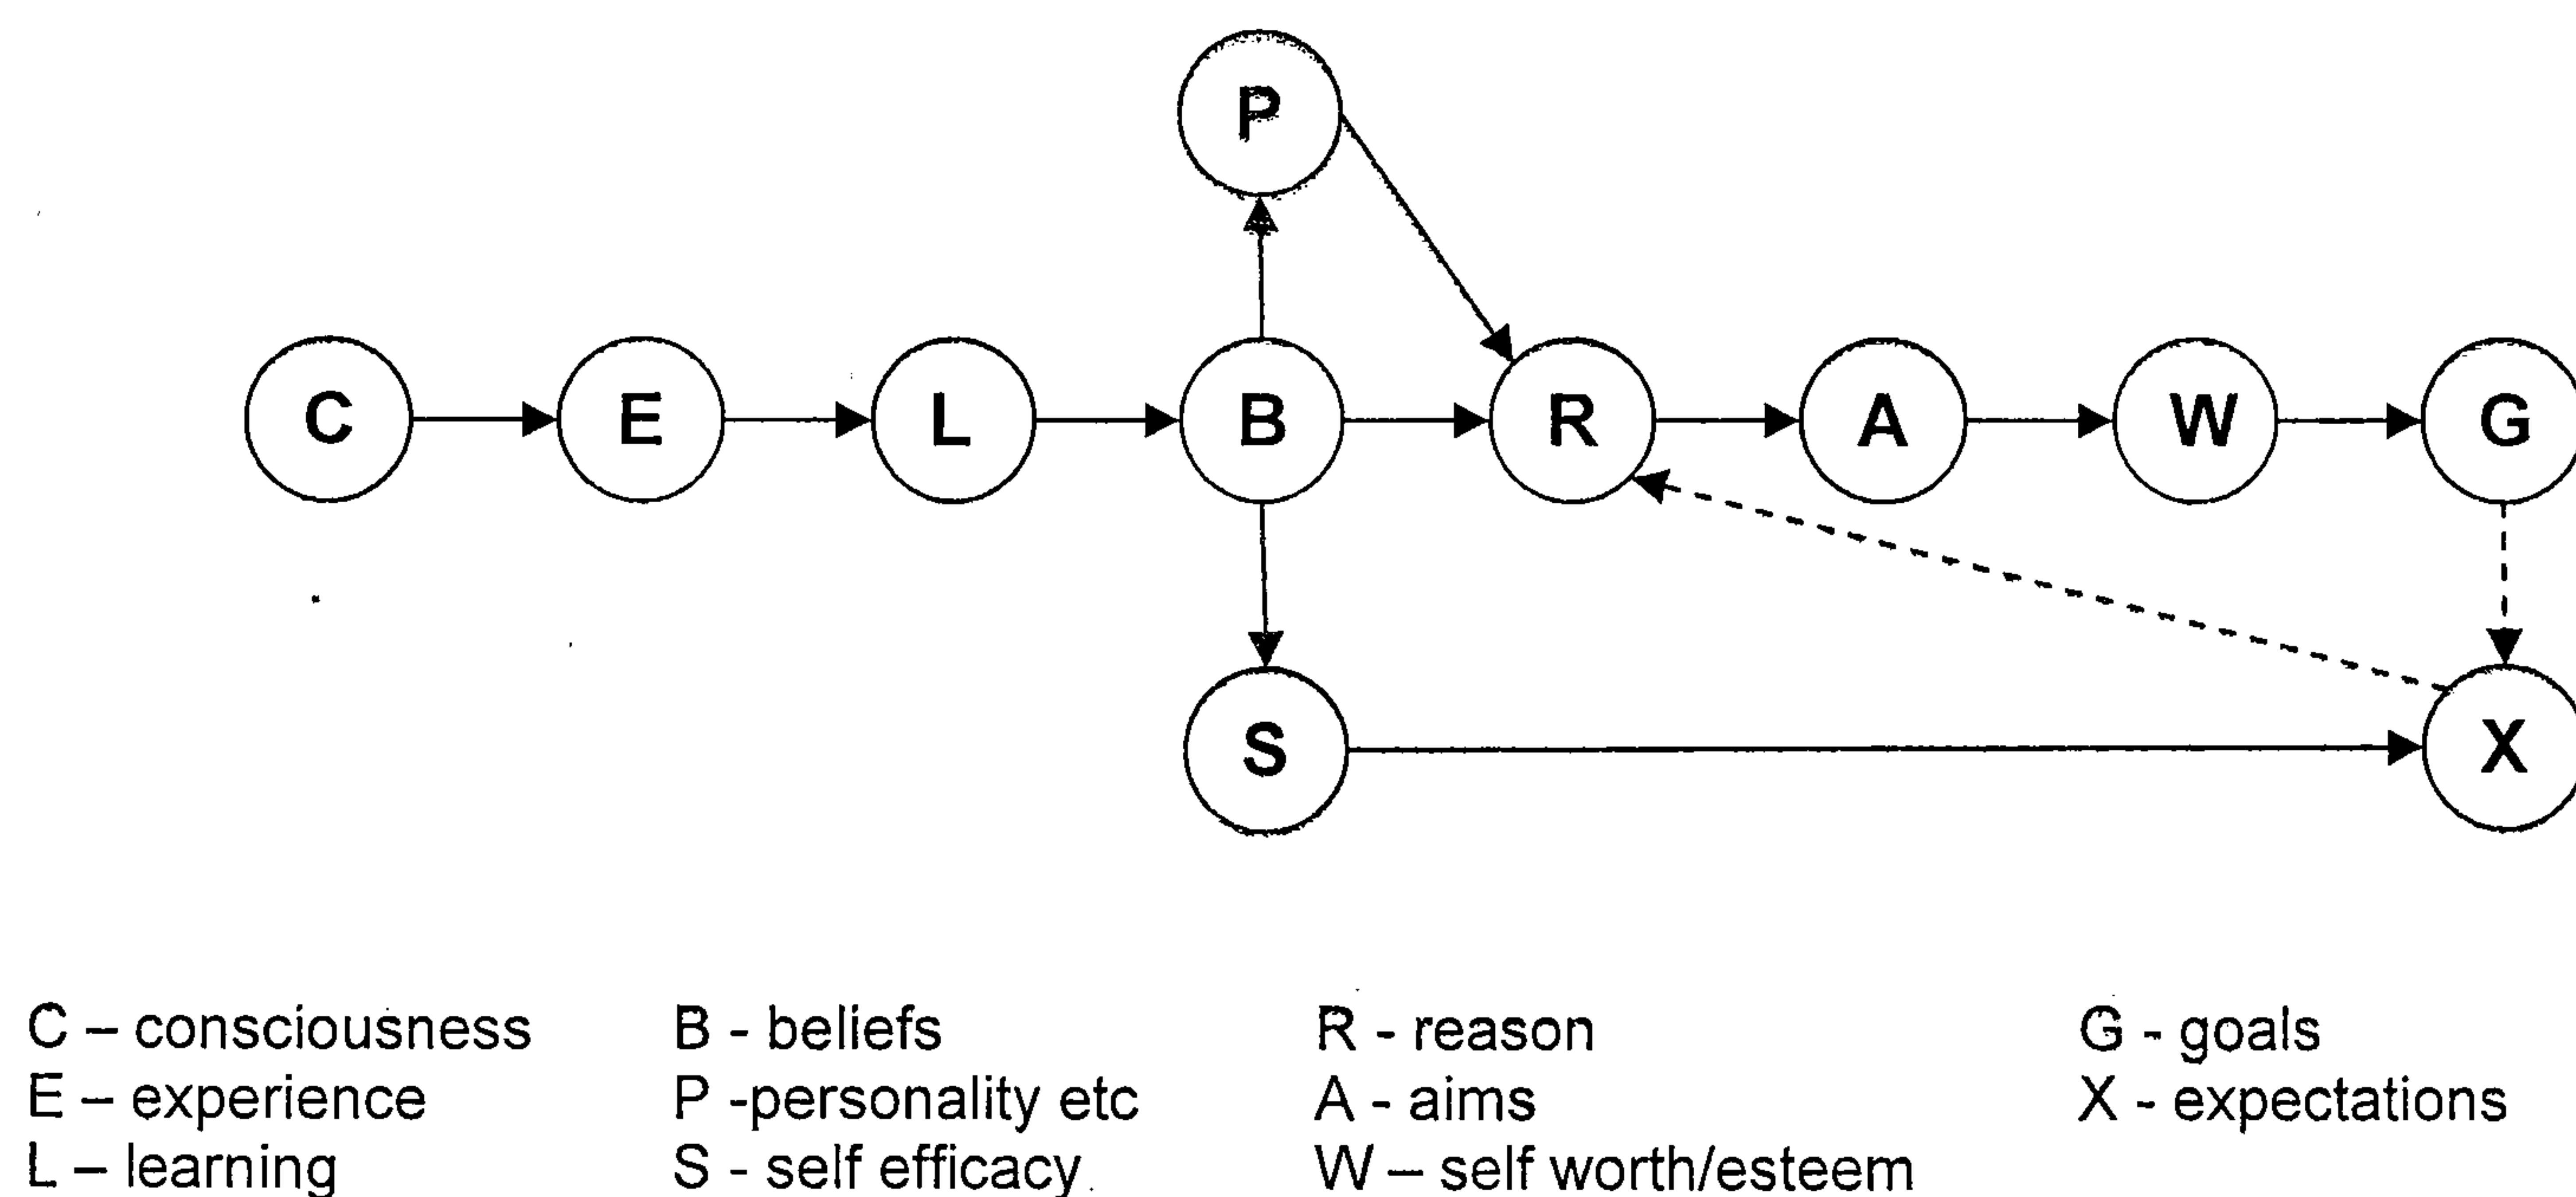 P
C E L B R A W G
S X
C – consciousness B - beliefs R - reason G - goals
E – experience P -personality etc A - aims X - expectations
L – learning S - self efficacy W – self worth/esteem